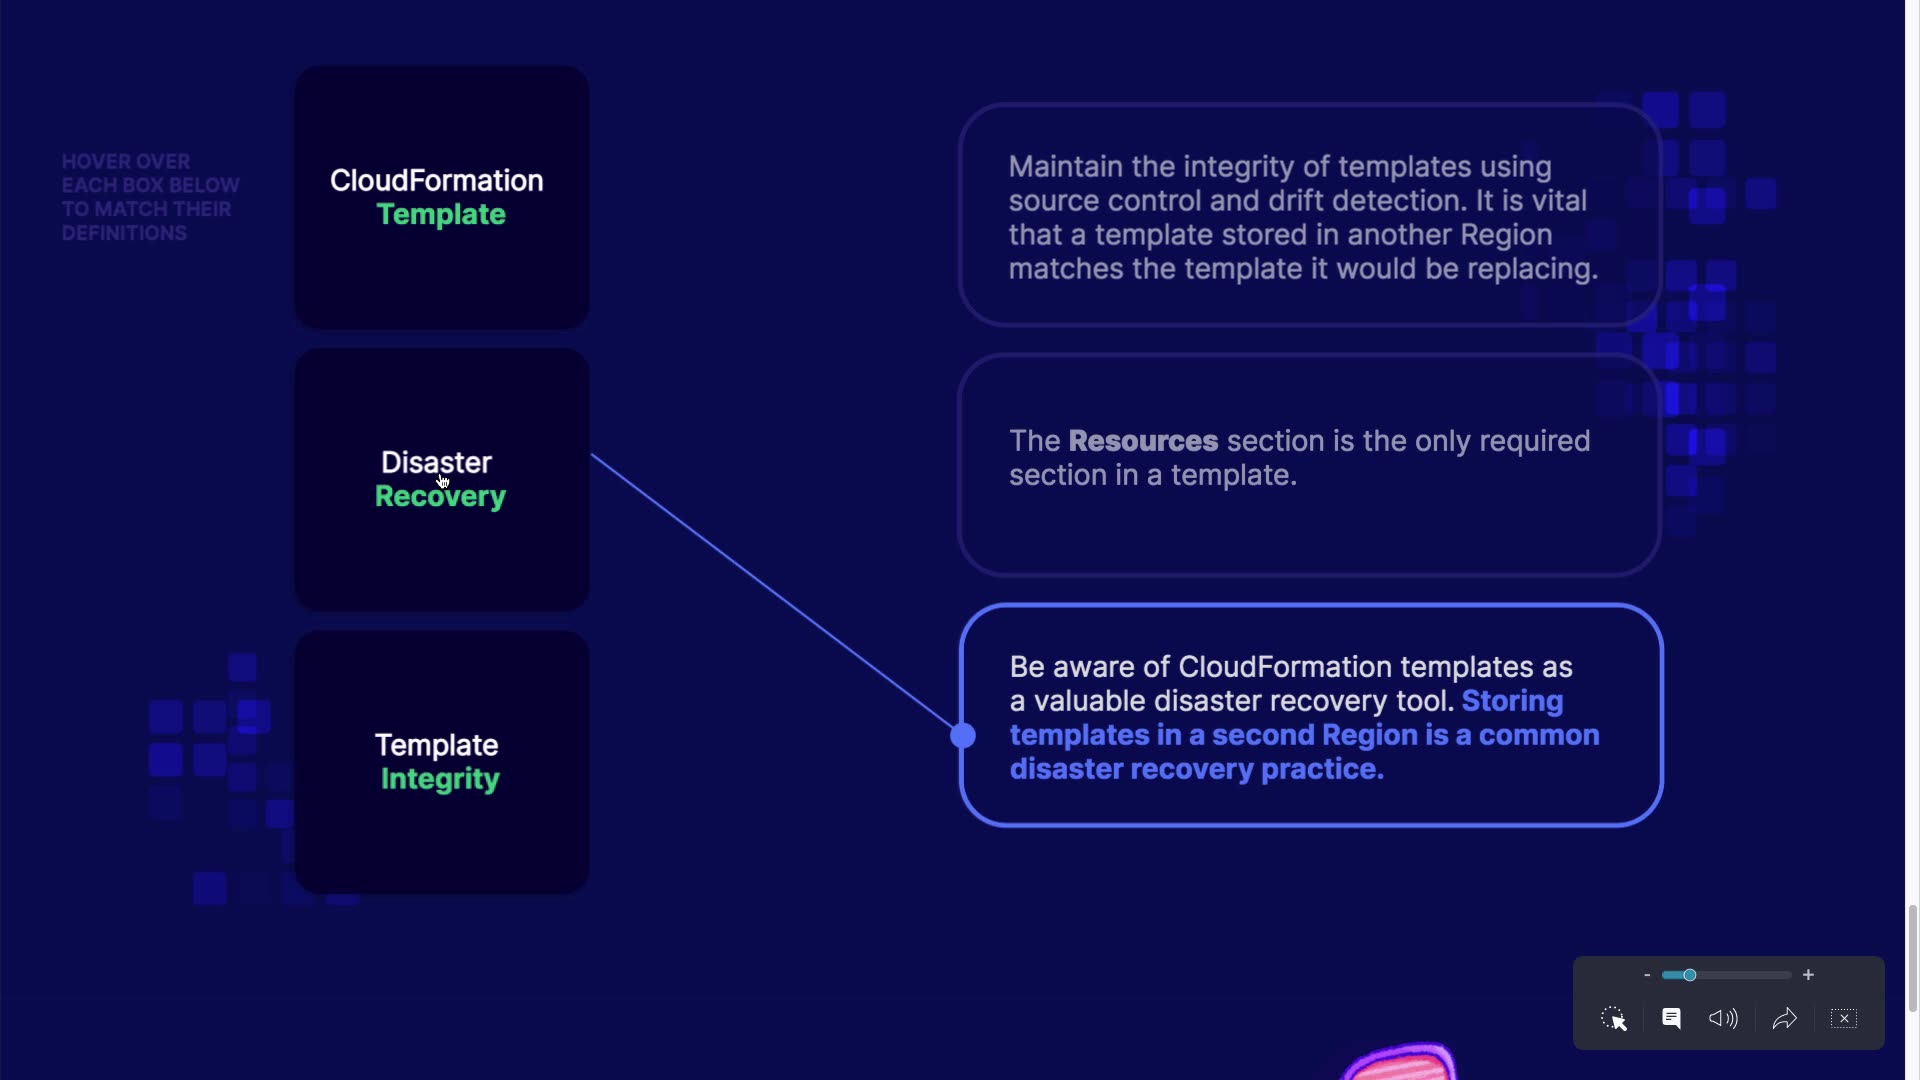 HOVER OVER
EACH BOX BELOW
TO MATCH THEIR
DEFINITIONS
CloudFormation
Template
Disaster
Recovery
Template
Integrity
Maintain the integrity of templates using
source control and drift detection. It is vital
that a template stored in another Region
matches the template it would be replacing.
The Resources section is the only required
section in a template.
Be aware of CloudFormation templates as
a valuable disaster recovery tool. Storing
templates in a second Region is a common
disaster recovery practice.
- +